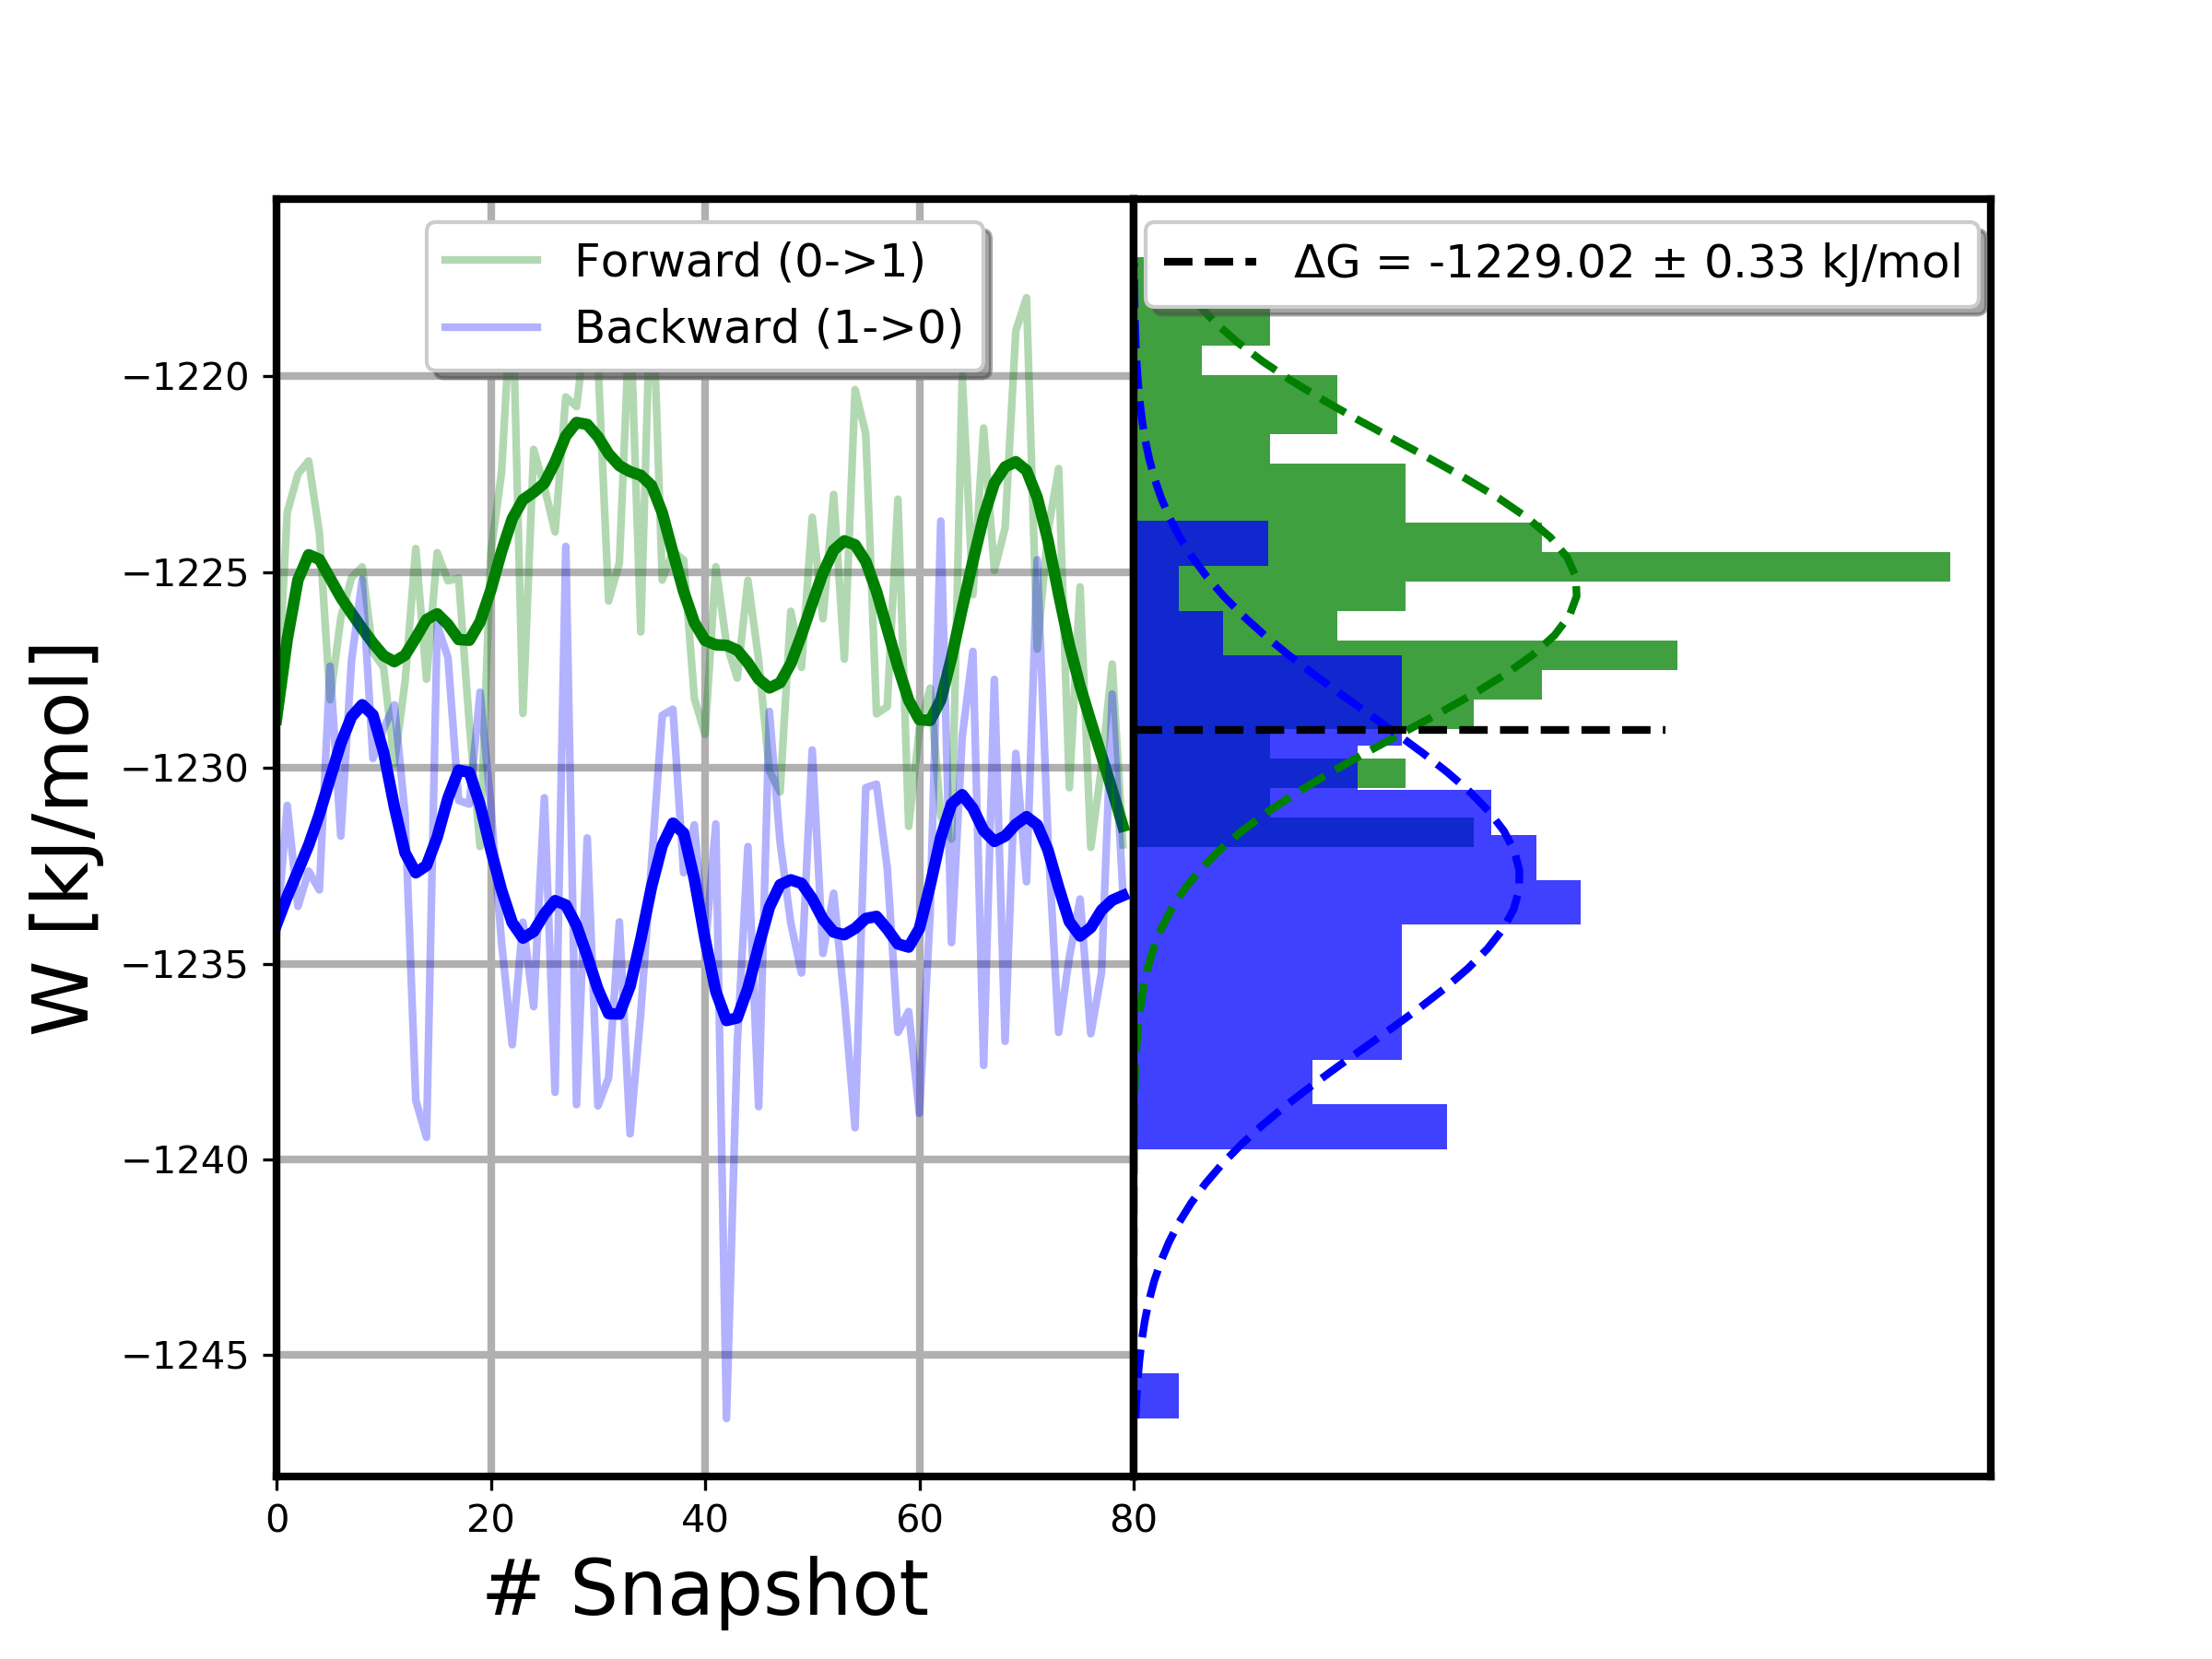 Forward (0->1)
Backward (1->0)
ΔG = -1229.02 ± 0.33 kJ/mol
W [kJ/mol]
−1220
−1225
−1230
−1235
−1240
−1245
0 20 40 60 80
# Snapshot